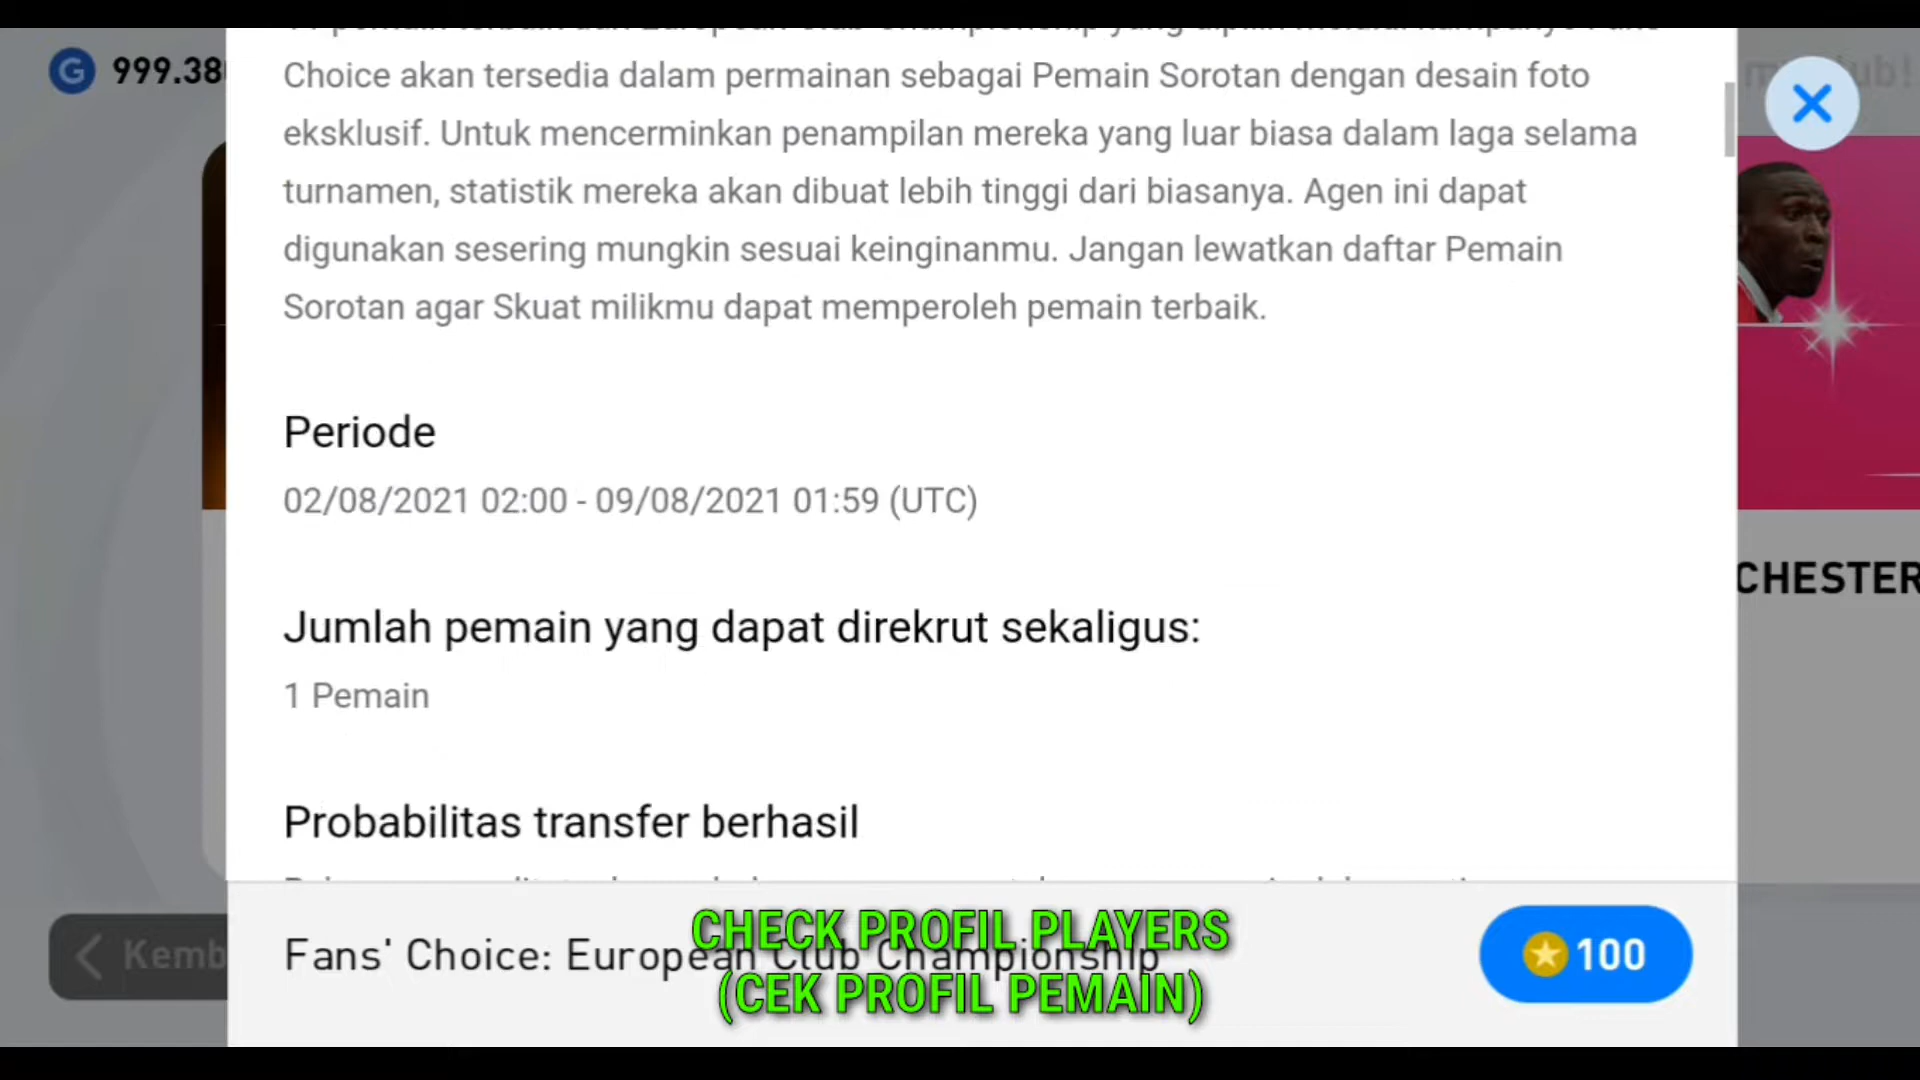 999.38
Choice akan tersedia dalam permainan sebagai Pemain Sorotan dengan desain foto
eksklusif. Untuk mencerminkan penampilan mereka yang luar biasa dalam laga selama
turnamen, statistik mereka akan dibuat lebih tinggi dari biasanya. Agen ini dapat
digunakan sesering mungkin sesuai keinginanmu. Jangan lewatkan daftar Pemain
Sorotan agar Skuat milikmu dapat memperoleh pemain terbaik.
Periode
02/08/2021 02:00 - 09/08/2021 01:59 (UTC)
CHESTER
Jumlah pemain yang dapat direkrut sekaligus:
1 Pemain
Probabilitas transfer berhasil
Kemb
Fans' Choice: European Club Championship
CHECK PROFIL PLAYERS
(CEK PROFIL PEMAIN)
100